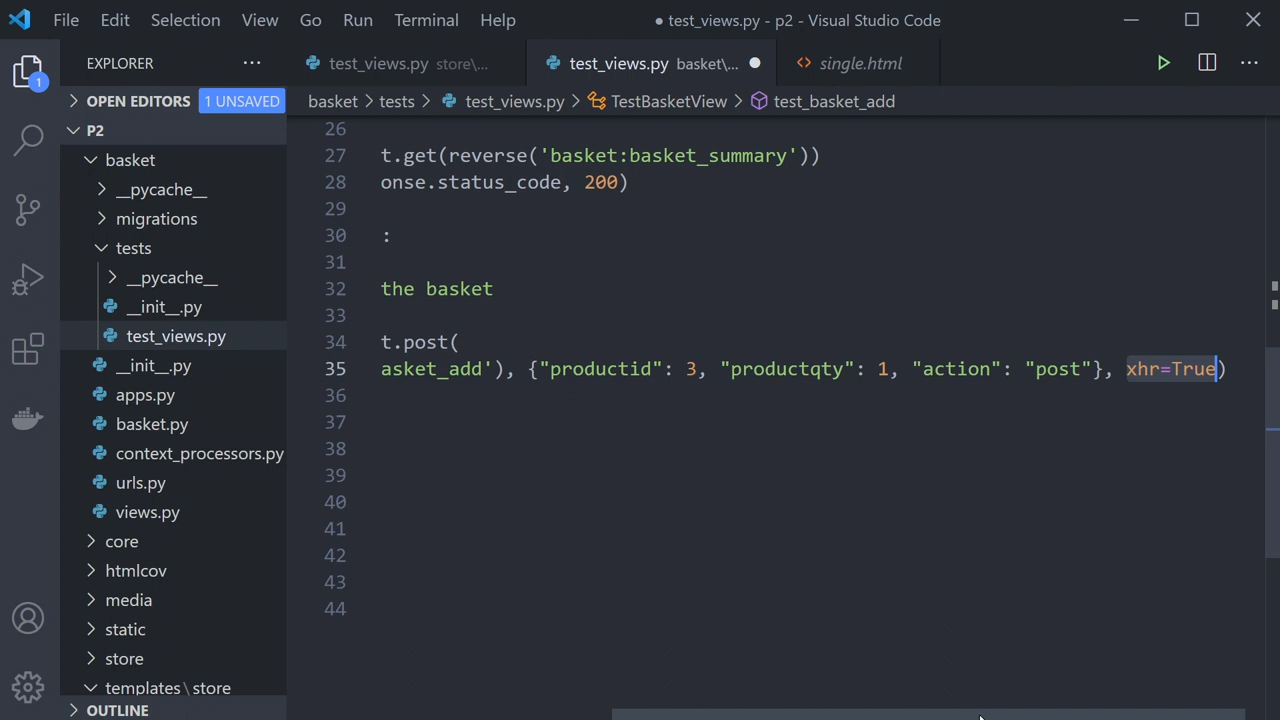 File Edit Selection View Go Run Terminal Help ● test_views.py - p2 - Visual Studio Code
EXPLORER ...
1
test_views.py store\...
test_views.py basket\...
single.html
OPEN EDITORS 1 UNSAVED
basket > tests > test_views.py > TestBasketView > test_basket_add
P2
basket
__pycache__
migrations
tests
__pycache__
__init__.py
test_views.py
__init__.py
apps.py
basket.py
context_processors.py
urls.py
views.py
core
htmlcov
media
static
store
templates\store
OUTLINE
26
27 t.get(reverse('basket:basket_summary'))
28 onse.status_code, 200)
29
30 :
31
32 the basket
33
34 t.post(
35 asket_add'), {"productid": 3, "productqty": 1, "action": "post"}, xhr=True)
36
37
38
39
40
41
42
43
44